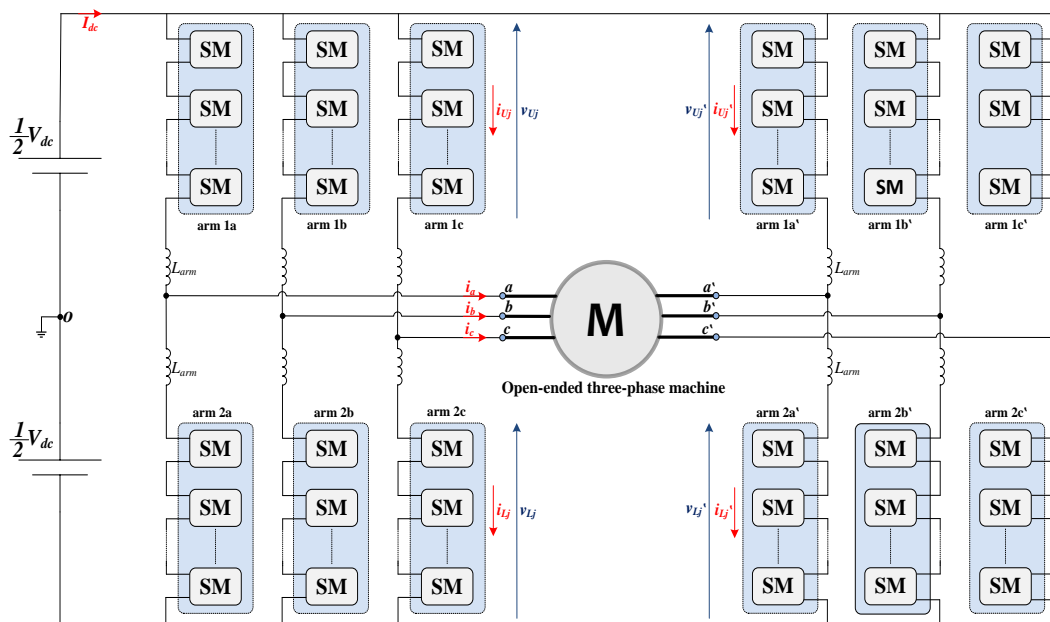 I_dc
SM SM SM SM SM SM
SM SM SM SM SM SM
i_Uj v_Uj v_Uj‵ i_Uj‵
½V_dc
SM SM SM SM SM SM
arm 1a arm 1b arm 1c arm 1a‵ arm 1b‵ arm 1c‵
L_arm L_arm
i_a a a‵
o i_b b M b‵
i_c c c‵
L_arm L_arm
Open-ended three-phase machine
arm 2a arm 2b arm 2c arm 2a‵ arm 2b‵ arm 2c‵
½V_dc
SM SM SM SM SM SM
SM SM SM SM SM SM
i_Lj v_Lj v_Lj‵ i_Lj‵
SM SM SM SM SM SM